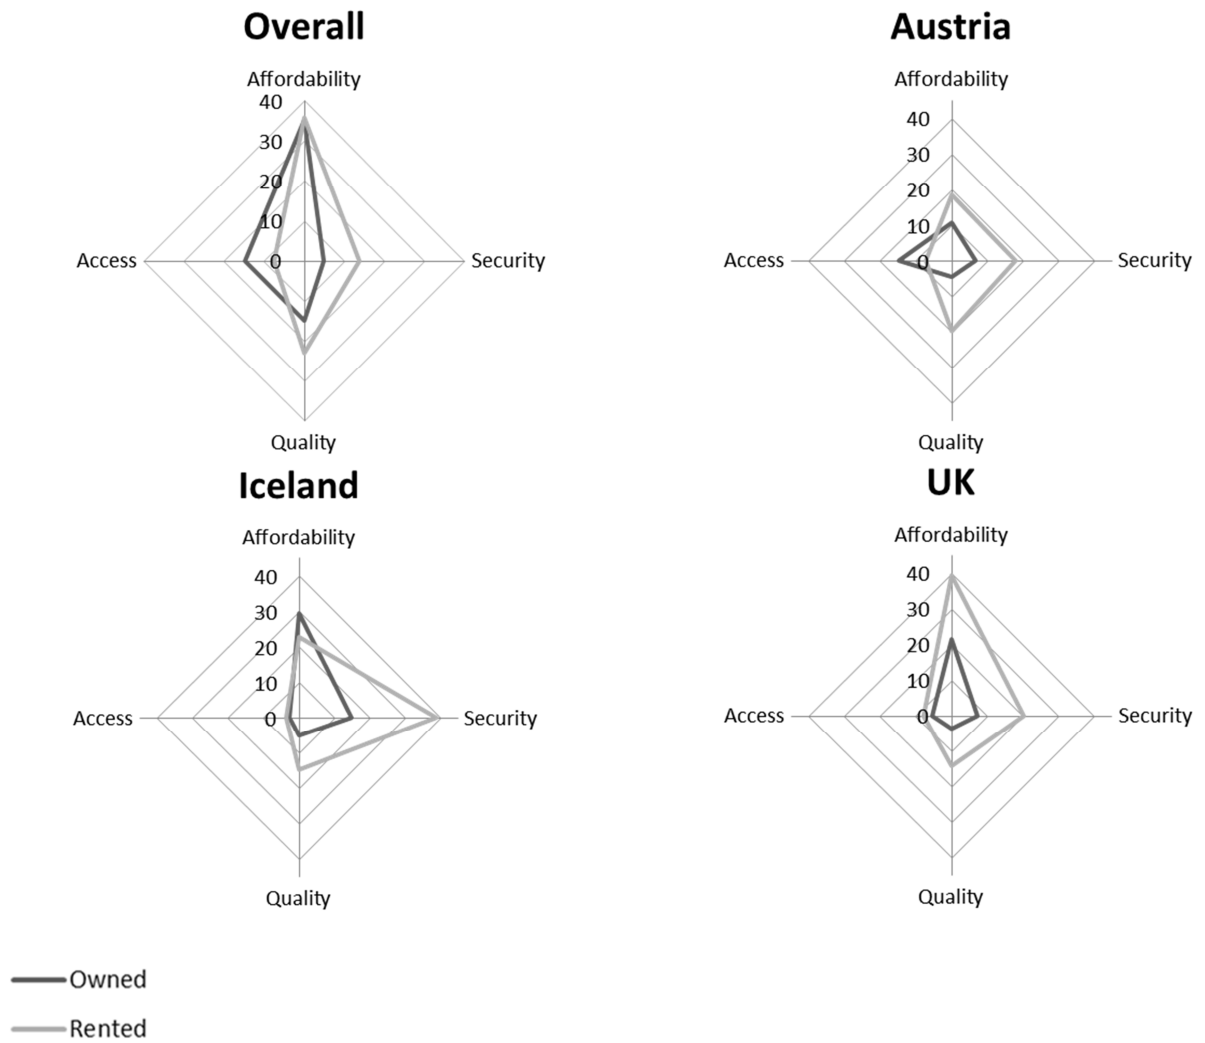 Overall
Affordability
40
30
20
10
0
Access
Security
Quality
Austria
Affordability
40
30
20
10
0
Access
Security
Quality
Iceland
Affordability
40
30
20
10
0
Access
Security
Quality
UK
Affordability
40
30
20
10
0
Access
Security
Quality
Owned
Rented